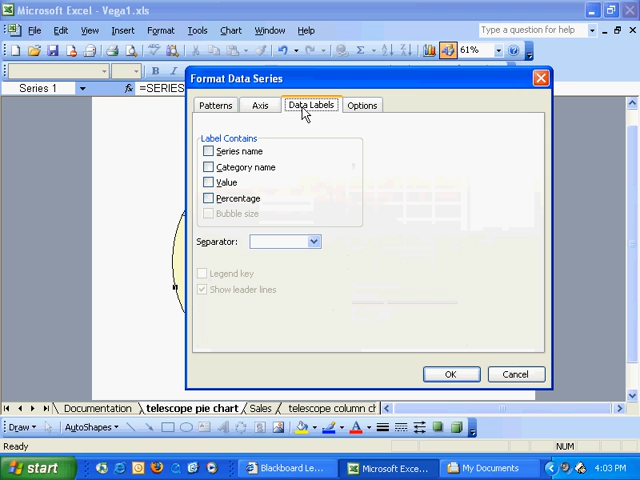 Microsoft Excel - Vega1.xls
File Edit View Insert Format Tools Chart Window Help
Type a question for help
61%
Series 1 =SERIES
Format Data Series
Patterns Axis Data Labels Options
Label Contains
Series name
Category name
Value
Percentage
Bubble size
Separator:
Legend key
Show leader lines
OK Cancel
Documentation telescope pie chart Sales telescope column ch
Draw AutoShapes
Ready NUM
start Blackboard Le... Microsoft Exce... My Documents 4:03 PM